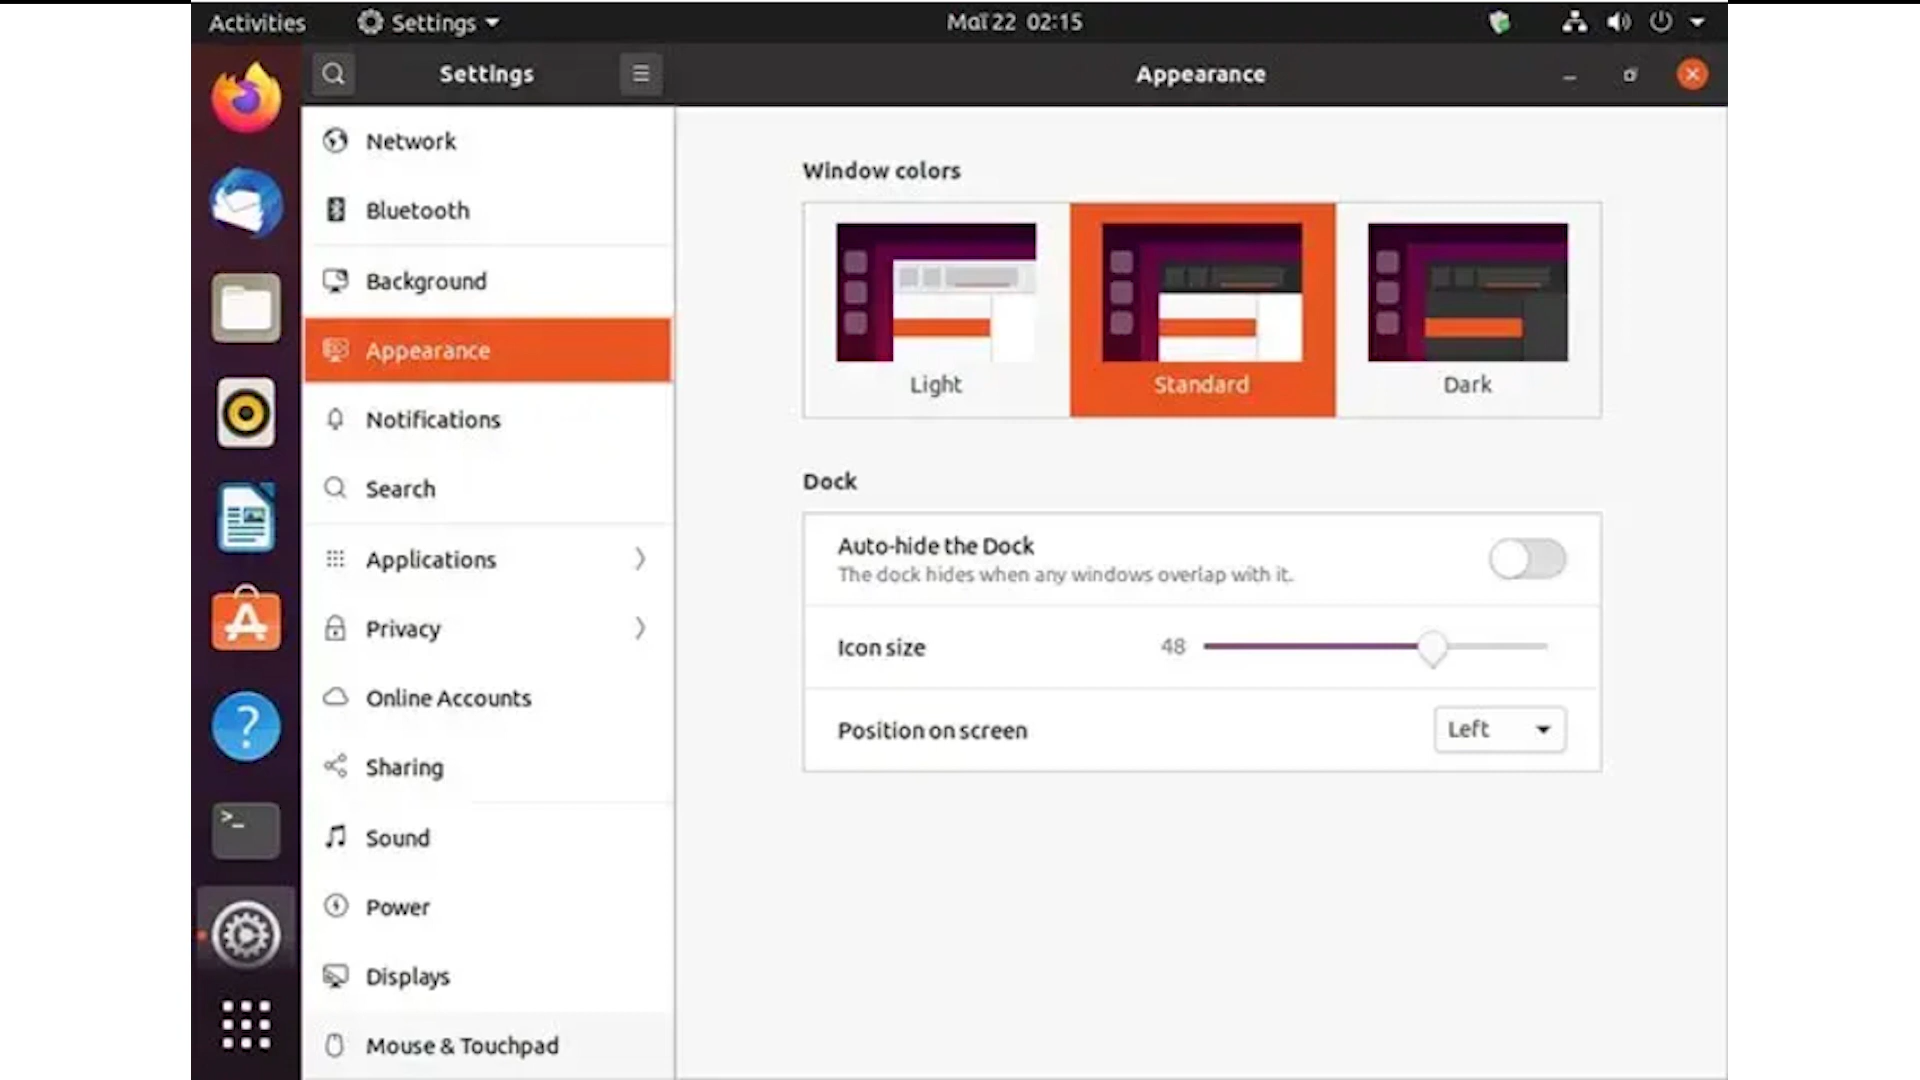 Activities
Settings
Μαΐ 22 02:15
Settings
Appearance
Network
Bluetooth
Background
Appearance
Notifications
Search
Applications
Privacy
Online Accounts
Sharing
Sound
Power
Displays
Mouse & Touchpad
Window colors
Light
Standard
Dark
Dock
Auto-hide the Dock
The dock hides when any windows overlap with it.
Icon size
48
Position on screen
Left